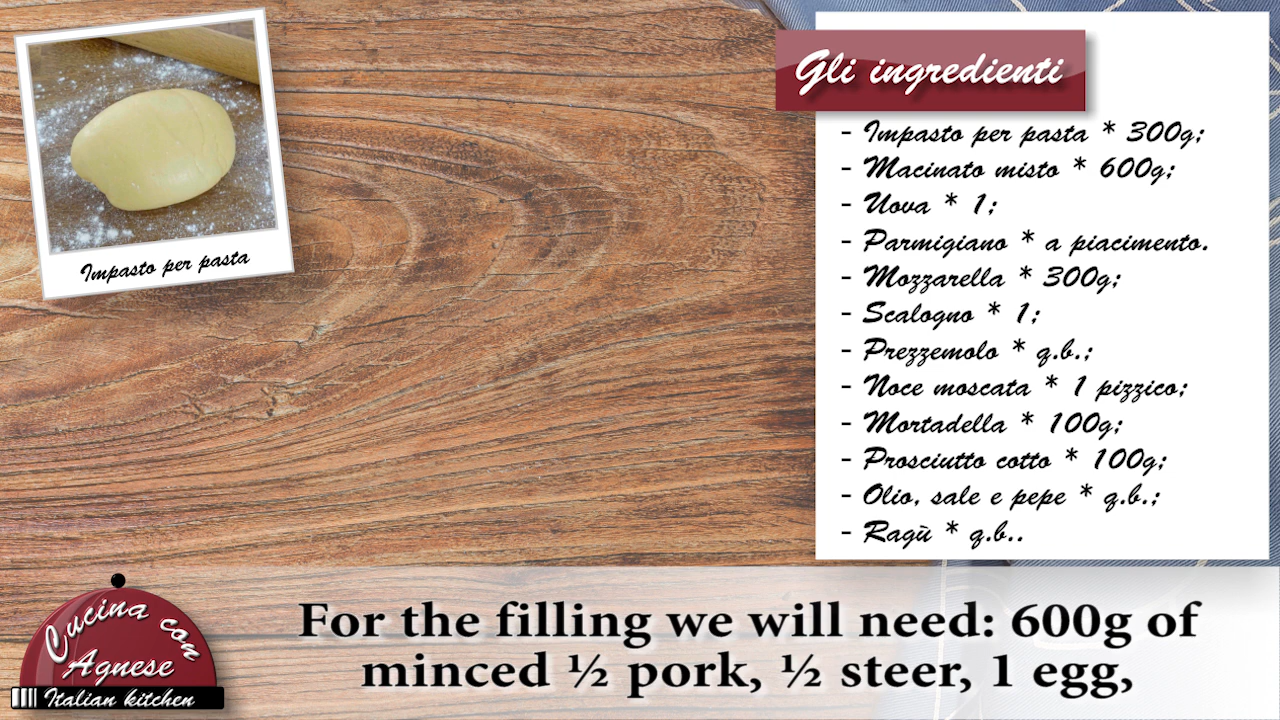 Impasto per pasta
Gli ingredienti
- Impasto per pasta * 300g;
- Macinato misto * 600g;
- Uova * 1;
- Parmigiano * a piacimento.
- Mozzarella * 300g;
- Scalogno * 1;
- Prezzemolo * q.b.;
- Noce moscata * 1 pizzico;
- Mortadella * 100g;
- Prosciutto cotto * 100g;
- Olio, sale e pepe * q.b.;
- Ragù * q.b..
Cucina con
Agnese
Italian kitchen
For the filling we will need: 600g of
minced ½ pork, ½ steer, 1 egg,